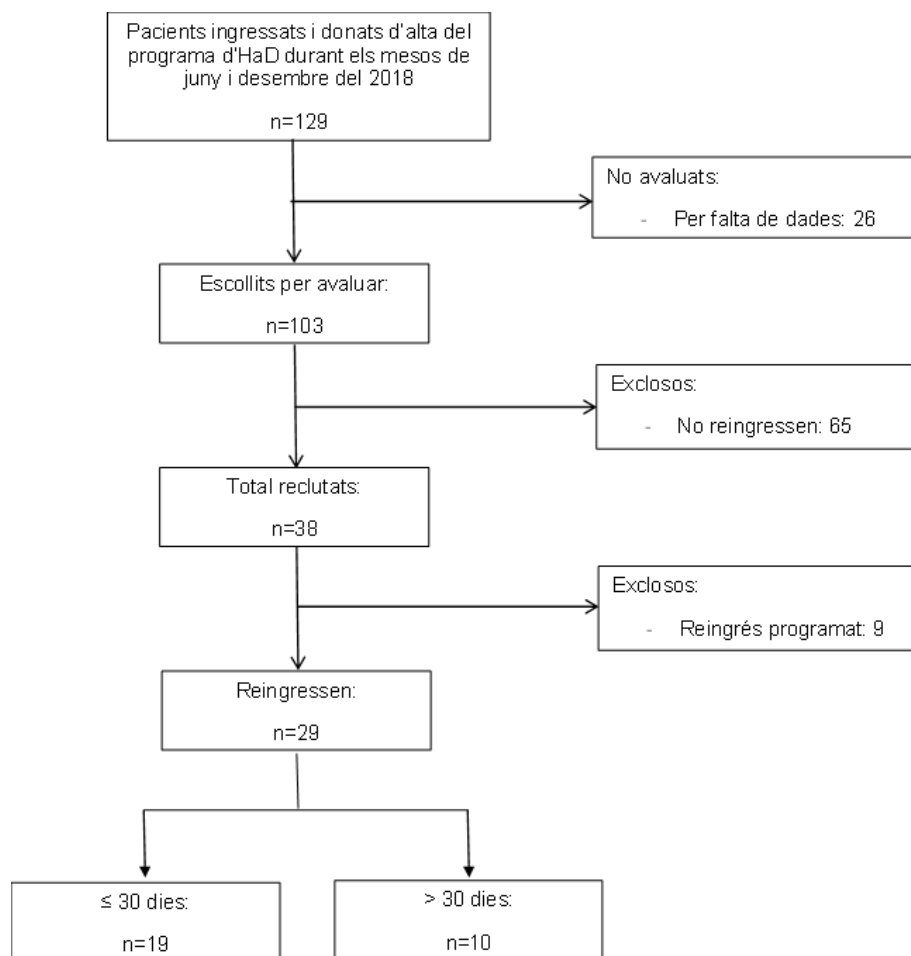 Pacients ingressats i donats d'alta del
programa d'HaD durant els mesos de
juny i desembre del 2018
n=129
No avaluats:
- Per falta de dades: 26
Escollits per avaluar:
n=103
Exclosos:
- No reingressen: 65
Total reclutats:
n=38
Exclosos:
- Reingrés programat: 9
Reingressen:
n=29
≤ 30 dies:
n=19
> 30 dies:
n=10